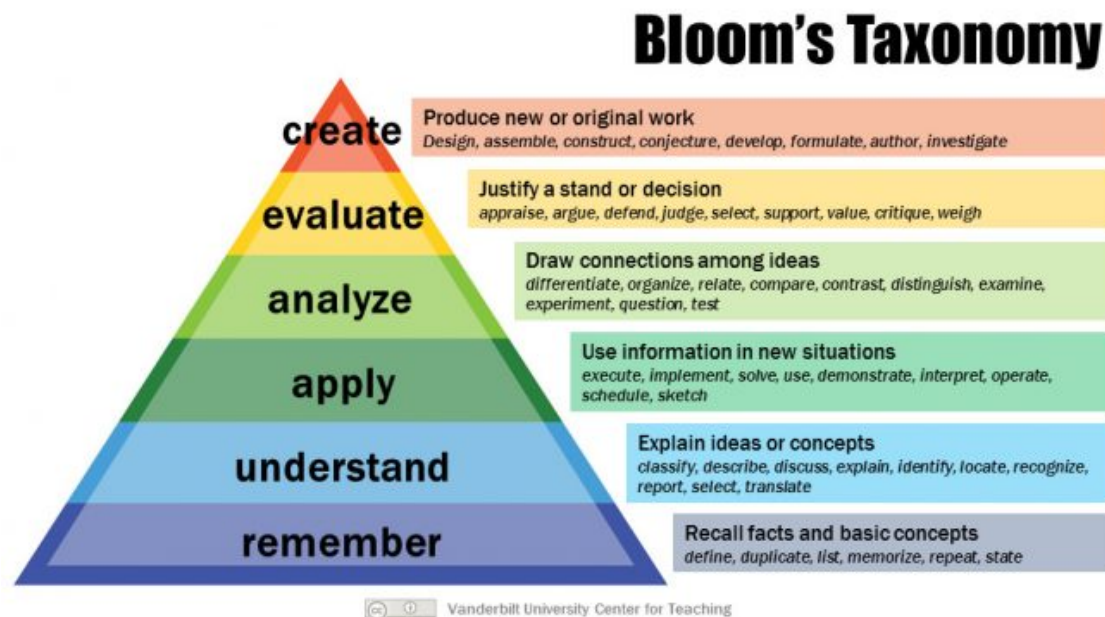 Bloom's Taxonomy
create
Produce new or original work
Design, assemble, construct, conjecture, develop, formulate, author, investigate
evaluate
Justify a stand or decision
appraise, argue, defend, judge, select, support, value, critique, weigh
analyze
Draw connections among ideas
differentiate, organize, relate, compare, contrast, distinguish, examine,
experiment, question, test
apply
Use information in new situations
execute, implement, solve, use, demonstrate, interpret, operate,
schedule, sketch
understand
Explain ideas or concepts
classify, describe, discuss, explain, identify, locate, recognize,
report, select, translate
remember
Recall facts and basic concepts
define, duplicate, list, memorize, repeat, state
cc Vanderbilt University Center for Teaching